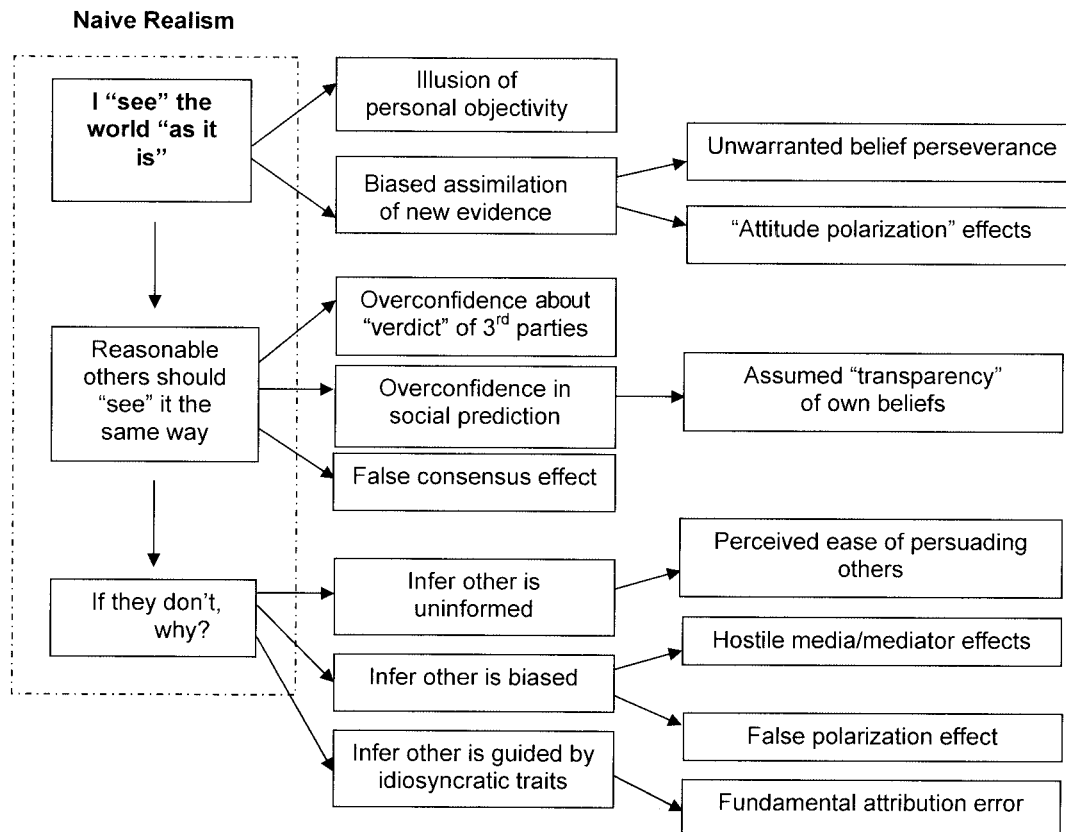 Naive Realism
I “see” the
world “as it
is”
Illusion of
personal objectivity
Biased assimilation
of new evidence
Unwarranted belief perseverance
“Attitude polarization” effects
Reasonable
others should
“see” it the
same way
Overconfidence about
“verdict” of 3rd parties
Overconfidence in
social prediction
False consensus effect
Assumed “transparency”
of own beliefs
If they don't,
why?
Infer other is
uninformed
Infer other is biased
Infer other is guided by
idiosyncratic traits
Perceived ease of persuading
others
Hostile media/mediator effects
False polarization effect
Fundamental attribution error